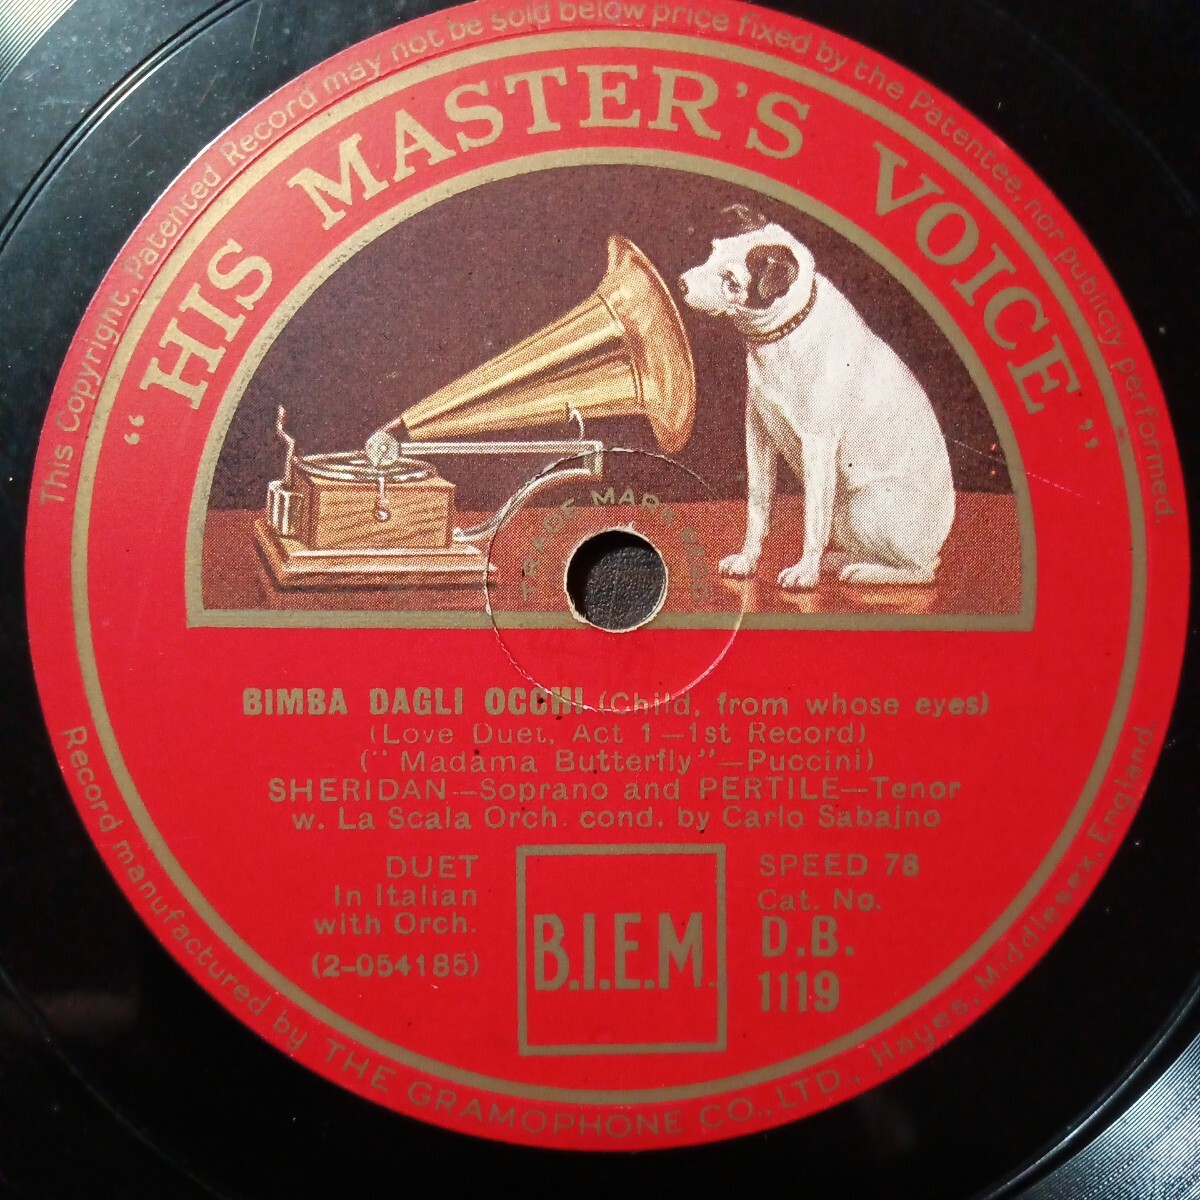 This Copyright, Patented Record may not be sold below price fixed by the Patentee, nor publicly performed.
"HIS MASTER'S VOICE"
TRADE MARK REGD
BIMBA DAGLI OCCHI (Child, from whose eyes)
(Love Duet, Act 1—1st Record)
("Madama Butterfly"—Puccini)
SHERIDAN—Soprano and PERTILE—Tenor
w. La Scala Orch. cond. by Carlo Sabajno
DUET
In Italian
with Orch.
(2-054185)
B.I.E.M.
SPEED 78
Cat. No.
D.B.
1119
Record manufactured by THE GRAMOPHONE CO., LTD., Hayes, Middlesex, England.